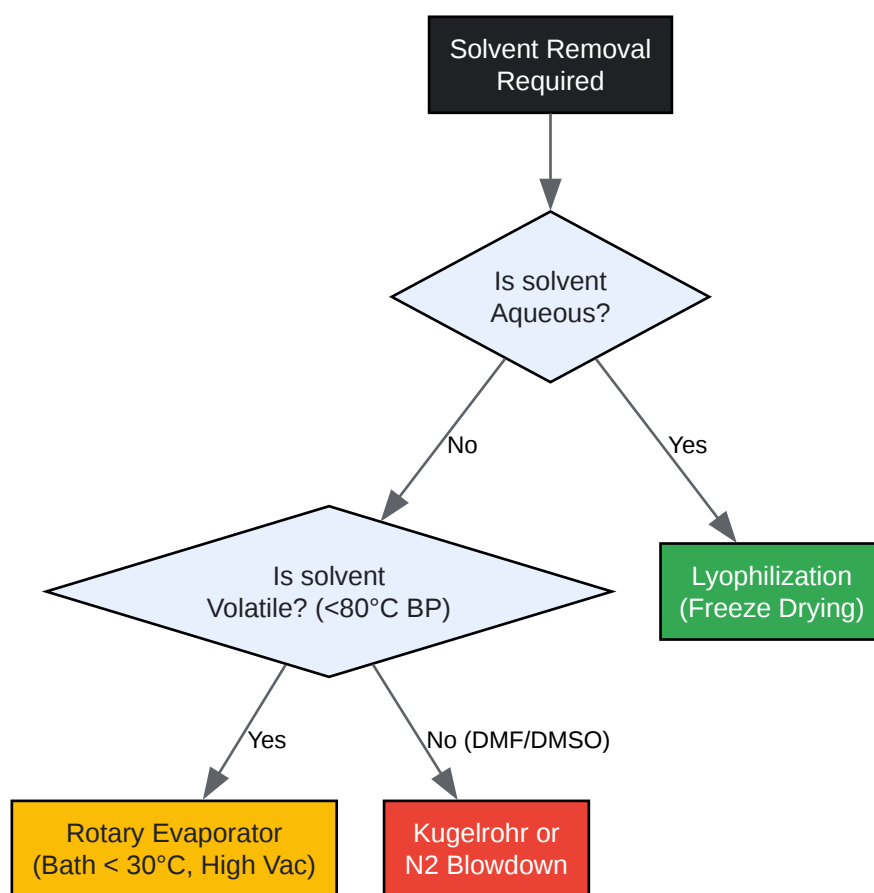 Solvent Removal
Required
Is solvent
Aqueous?
No
Yes
Is solvent
Volatile? (<80°C BP)
Lyophilization
(Freeze Drying)
Yes
No (DMF/DMSO)
Rotary Evaporator
(Bath < 30°C, High Vac)
Kugelrohr or
N2 Blowdown